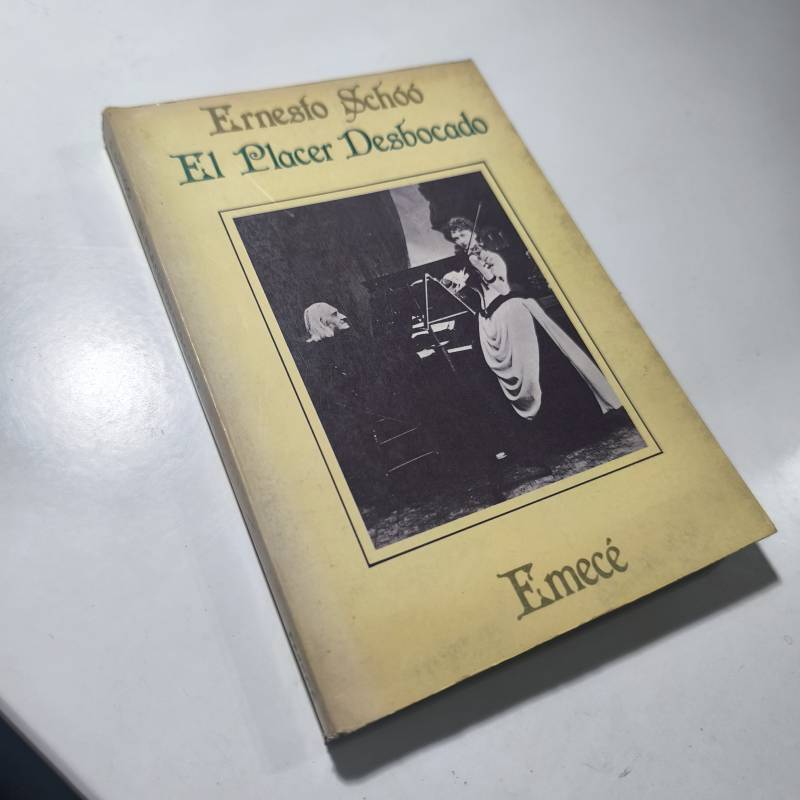 Ernesto Schóó
El Placer Desbocado
Emecé